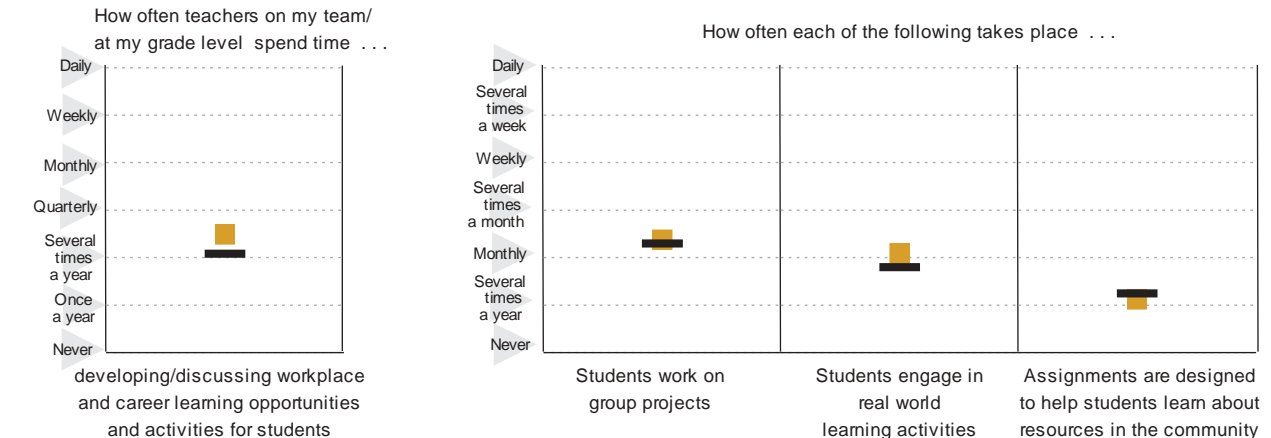 How often teachers on my team/
at my grade level spend time . . .
Daily
Weekly
Monthly
Quarterly
Several
times
a year
Once
a year
Never
developing/discussing workplace
and career learning opportunities
and activities for students
How often each of the following takes place . . .
Daily
Several
times
a week
Weekly
Several
times
a month
Monthly
Several
times
a year
Never
Students work on
group projects
Students engage in
real world
learning activities
Assignments are designed
to help students learn about
resources in the community